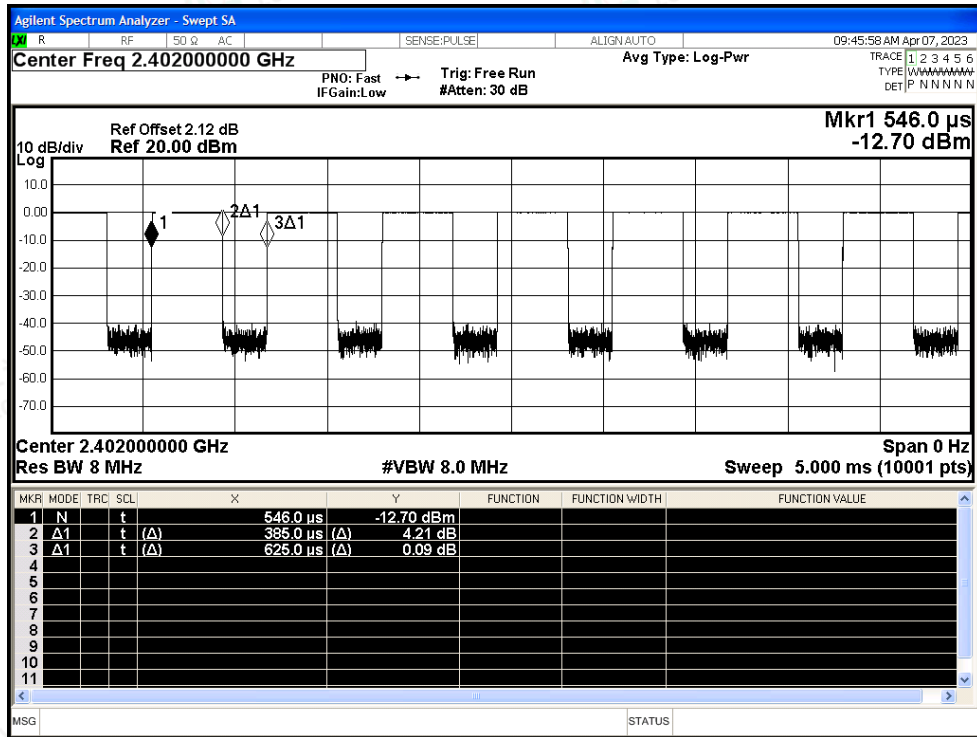 Agilent Spectrum Analyzer - Swept SA
LXI R RF 50 Ω AC SENSE:PULSE ALIGN AUTO 09:45:58 AM Apr 07, 2023
Center Freq 2.402000000 GHz Avg Type: Log-Pwr TRACE 1 2 3 4 5 6
PNO: Fast Trig: Free Run TYPE WWWWWWW
IFGain:Low #Atten: 30 dB DET P N N N N N
Mkr1 546.0 µs
Ref Offset 2.12 dB
10 dB/div Ref 20.00 dBm -12.70 dBm
Log
10.0
0.00
1 2Δ1 3Δ1
-10.0
-20.0
-30.0
-40.0
-50.0
-60.0
-70.0
Center 2.402000000 GHz Span 0 Hz
Res BW 8 MHz #VBW 8.0 MHz Sweep 5.000 ms (10001 pts)
MKR MODE TRC SCL X Y FUNCTION FUNCTION WIDTH FUNCTION VALUE
1 N t 546.0 µs -12.70 dBm
2 Δ1 t (Δ) 385.0 µs (Δ) 4.21 dB
3 Δ1 t (Δ) 625.0 µs (Δ) 0.09 dB
4
5
6
7
8
9
10
11
MSG STATUS